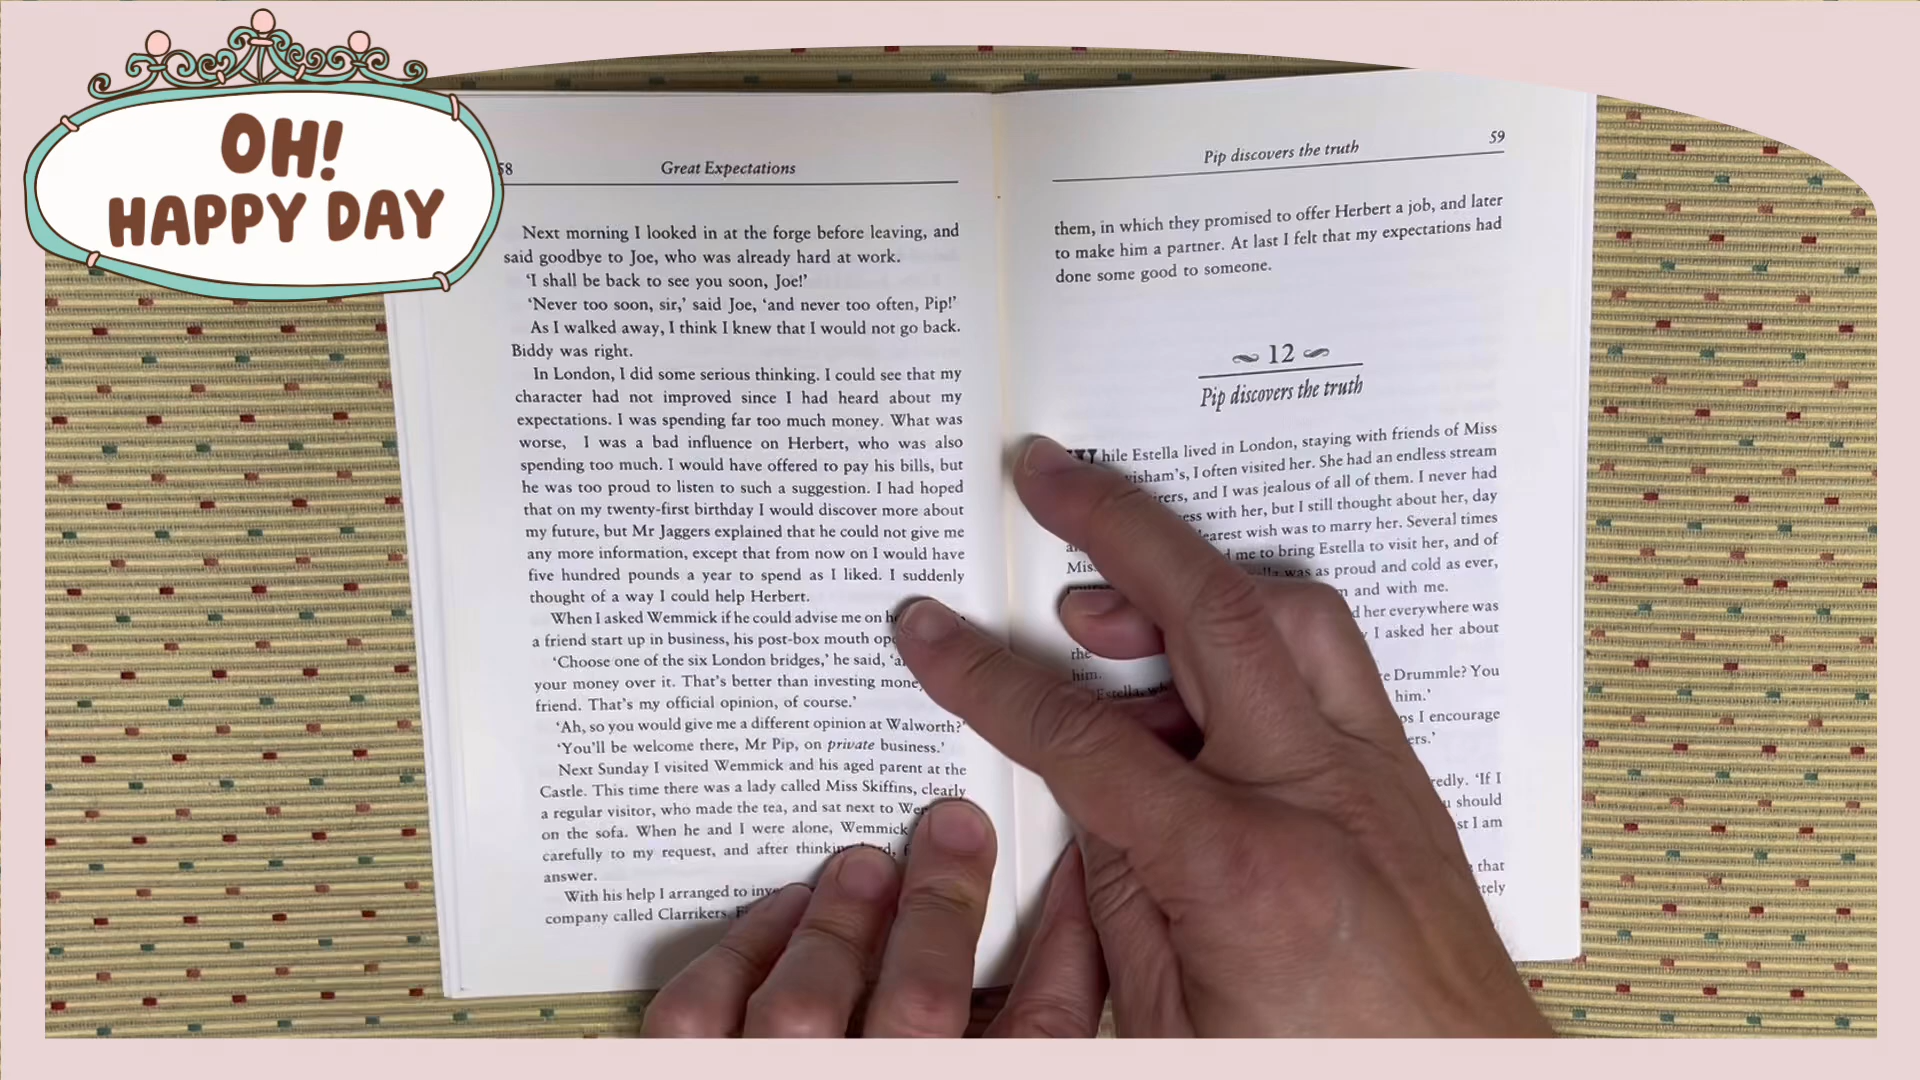 OH!
HAPPY DAY
58
Great Expectations
Next morning I looked in at the forge before leaving, and
said goodbye to Joe, who was already hard at work.
‘I shall be back to see you soon, Joe!’
‘Never too soon, sir,’ said Joe, ‘and never too often, Pip!’
As I walked away, I think I knew that I would not go back.
Biddy was right.
In London, I did some serious thinking. I could see that my
character had not improved since I had heard about my
expectations. I was spending far too much money. What was
worse, I was a bad influence on Herbert, who was also
spending too much. I would have offered to pay his bills, but
he was too proud to listen to such a suggestion. I had hoped
that on my twenty-first birthday I would discover more about
my future, but Mr Jaggers explained that he could not give me
any more information, except that from now on I would have
five hundred pounds a year to spend as I liked. I suddenly
thought of a way I could help Herbert.
When I asked Wemmick if he could advise me on
a friend start up in business, his post-box mouth
‘Choose one of the six London bridges,’ he said,
your money over it. That’s better than investing
friend. That’s my official opinion, of course.’
‘Ah, so you would give me a different opinion at Walworth?’
‘You’ll be welcome there, Mr Pip, on private business.’
Next Sunday I visited Wemmick and his aged parent at the
Castle. This time there was a lady called Miss Skiffins, clearly
a regular visitor, who made the tea, and sat next to
on the sofa. When he and I were alone, Wemmick
carefully to my request, and after thinking
answer.
With his help I arranged to
company called Clarrikers.
Pip discovers the truth
59
them, in which they promised to offer Herbert a job, and later
to make him a partner. At last I felt that my expectations had
done some good to someone.
12
Pip discovers the truth
While Estella lived in London, staying with friends of Miss
I often visited her. She had an endless stream
and I was jealous of all of them. I never had
with her, but I still thought about her, day
wish was to marry her. Several times
me to bring Estella to visit her, and of
was as proud and cold as ever,
and with me.
her everywhere was
I asked her about
the
him.
Drummle? You
him.’
I encourage
‘If I
should
I am
that